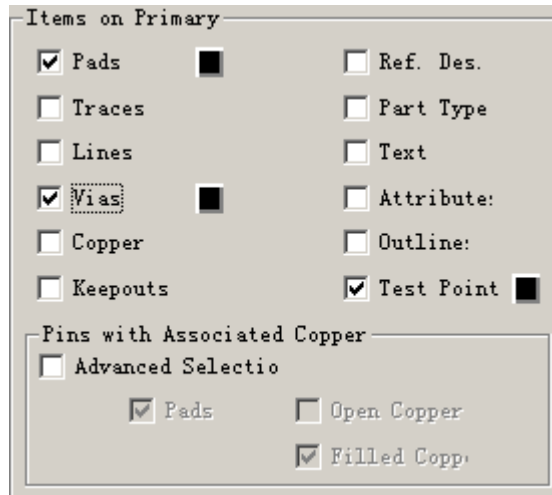 Items on Primary
Pads
Ref. Des.
Traces
Part Type
Lines
Text
Vias
Attribute:
Copper
Outline:
Keepouts
Test Point
Pins with Associated Copper
Advanced Selectio
Pads
Open Copper
Filled Copp